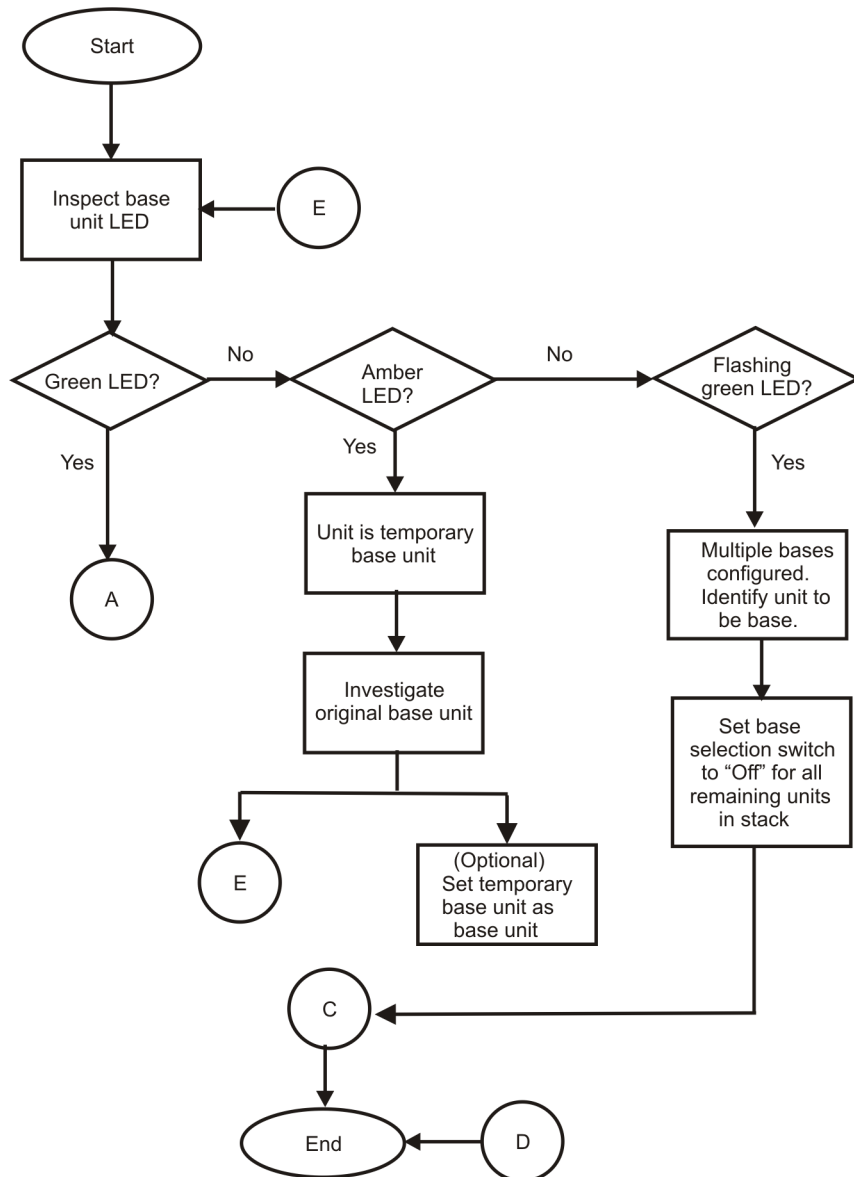 Start
Inspect base
unit LED
E
Green LED?
No
Amber
LED?
No
Flashing
green LED?
Yes
Yes
Yes
A
Unit is temporary
base unit
Multiple bases
configured.
Identify unit to
be base.
Investigate
original base unit
Set base
selection switch
to “Off” for all
remaining units
in stack
E
(Optional)
Set temporary
base unit as
base unit
C
End
D